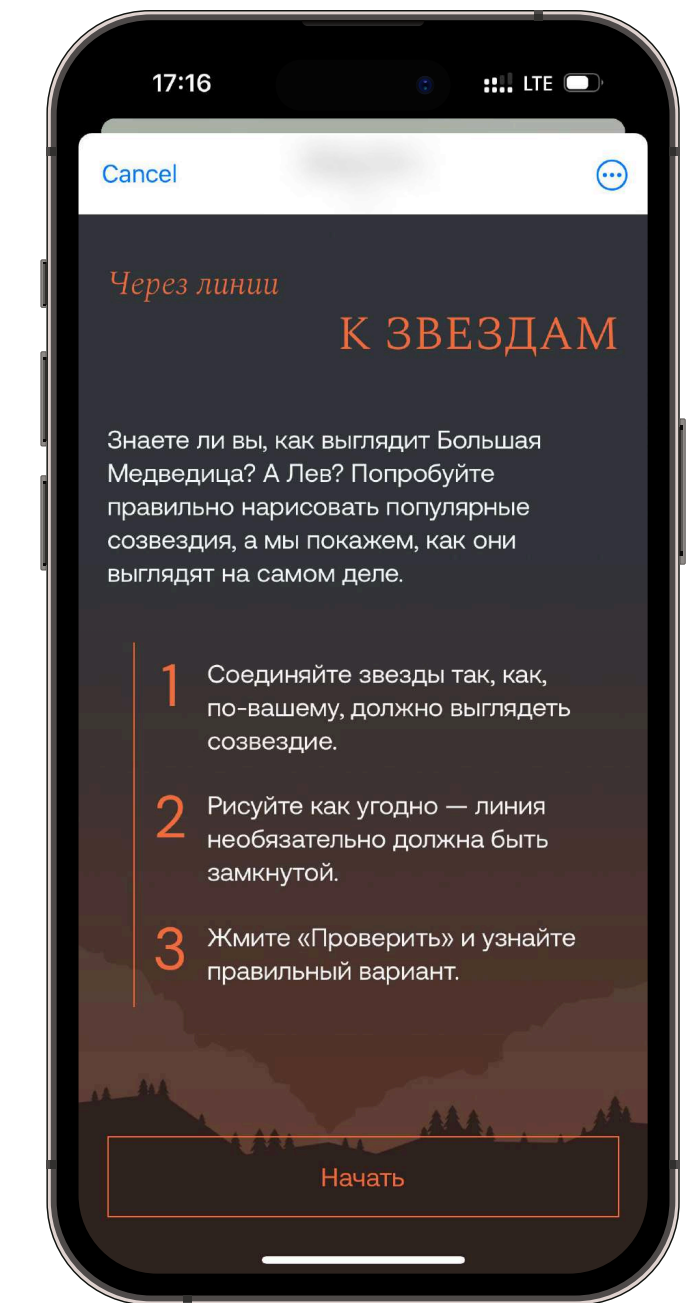 17:16
LTE
Cancel
Через линии
К ЗВЕЗДАМ
Знаете ли вы, как выглядит Большая
Медведица? А Лев? Попробуйте
правильно нарисовать популярные
созвездия, а мы покажем, как они
выглядят на самом деле.
1
Соединяйте звезды так, как,
по-вашему, должно выглядеть
созвездие.
2
Рисуйте как угодно — линия
необязательно должна быть
замкнутой.
3
Жмите «Проверить» и узнайте
правильный вариант.
Начать